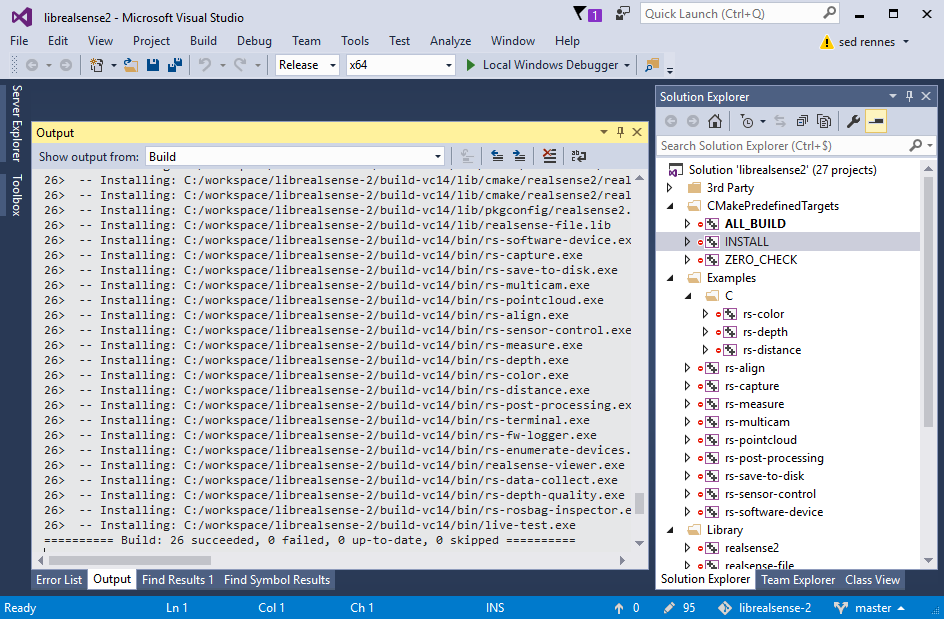 librealsense2 - Microsoft Visual Studio
1
Quick Launch (Ctrl+Q)
File Edit View Project Build Debug Team Tools Test Analyze Window Help
sed rennes
Release x64 Local Windows Debugger
Server Explorer
Toolbox
Output
Show output from: Build
26> -- Installing: C:/workspace/librealsense-2/build-vc14/lib/cmake/realsense2/real
26> -- Installing: C:/workspace/librealsense-2/build-vc14/lib/cmake/realsense2/real
26> -- Installing: C:/workspace/librealsense-2/build-vc14/lib/pkgconfig/realsense2.
26> -- Installing: C:/workspace/librealsense-2/build-vc14/lib/realsense-file.lib
26> -- Installing: C:/workspace/librealsense-2/build-vc14/bin/rs-software-device.ex
26> -- Installing: C:/workspace/librealsense-2/build-vc14/bin/rs-capture.exe
26> -- Installing: C:/workspace/librealsense-2/build-vc14/bin/rs-save-to-disk.exe
26> -- Installing: C:/workspace/librealsense-2/build-vc14/bin/rs-multicam.exe
26> -- Installing: C:/workspace/librealsense-2/build-vc14/bin/rs-pointcloud.exe
26> -- Installing: C:/workspace/librealsense-2/build-vc14/bin/rs-align.exe
26> -- Installing: C:/workspace/librealsense-2/build-vc14/bin/rs-sensor-control.exe
26> -- Installing: C:/workspace/librealsense-2/build-vc14/bin/rs-measure.exe
26> -- Installing: C:/workspace/librealsense-2/build-vc14/bin/rs-depth.exe
26> -- Installing: C:/workspace/librealsense-2/build-vc14/bin/rs-color.exe
26> -- Installing: C:/workspace/librealsense-2/build-vc14/bin/rs-distance.exe
26> -- Installing: C:/workspace/librealsense-2/build-vc14/bin/rs-post-processing.ex
26> -- Installing: C:/workspace/librealsense-2/build-vc14/bin/rs-terminal.exe
26> -- Installing: C:/workspace/librealsense-2/build-vc14/bin/rs-fw-logger.exe
26> -- Installing: C:/workspace/librealsense-2/build-vc14/bin/rs-enumerate-devices.
26> -- Installing: C:/workspace/librealsense-2/build-vc14/bin/realsense-viewer.exe
26> -- Installing: C:/workspace/librealsense-2/build-vc14/bin/rs-data-collect.exe
26> -- Installing: C:/workspace/librealsense-2/build-vc14/bin/rs-depth-quality.exe
26> -- Installing: C:/workspace/librealsense-2/build-vc14/bin/rs-rosbag-inspector.e
26> -- Installing: C:/workspace/librealsense-2/build-vc14/bin/live-test.exe
========== Build: 26 succeeded, 0 failed, 0 up-to-date, 0 skipped ==========
Error List Output Find Results 1 Find Symbol Results
Solution Explorer
Search Solution Explorer (Ctrl+$)
Solution 'librealsense2' (27 projects)
3rd Party
CMakePredefinedTargets
ALL_BUILD
INSTALL
ZERO_CHECK
Examples
C
rs-color
rs-depth
rs-distance
rs-align
rs-capture
rs-measure
rs-multicam
rs-pointcloud
rs-post-processing
rs-save-to-disk
rs-sensor-control
rs-software-device
Library
realsense2
realsense-file
Solution Explorer Team Explorer Class View
Ready Ln 1 Col 1 Ch 1 INS 0 95 librealsense-2 master